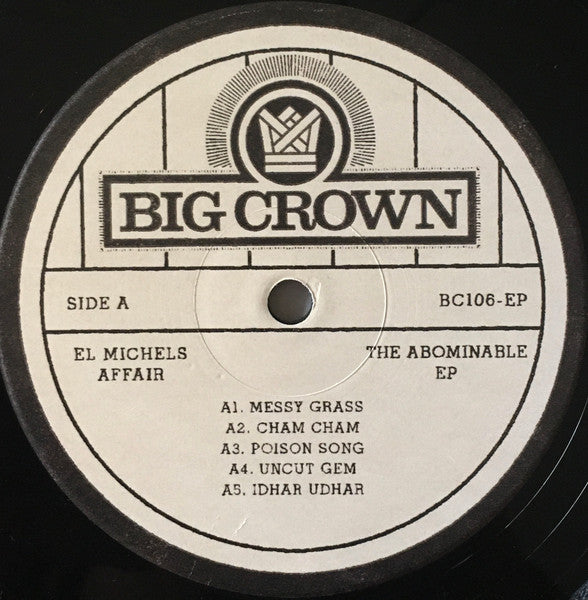 BIG CROWN
SIDE A
BC106-EP
EL MICHELS
AFFAIR
THE ABOMINABLE
EP
A1. MESSY GRASS
A2. CHAM CHAM
A3. POISON SONG
A4. UNCUT GEM
A5. IDHAR UDHAR